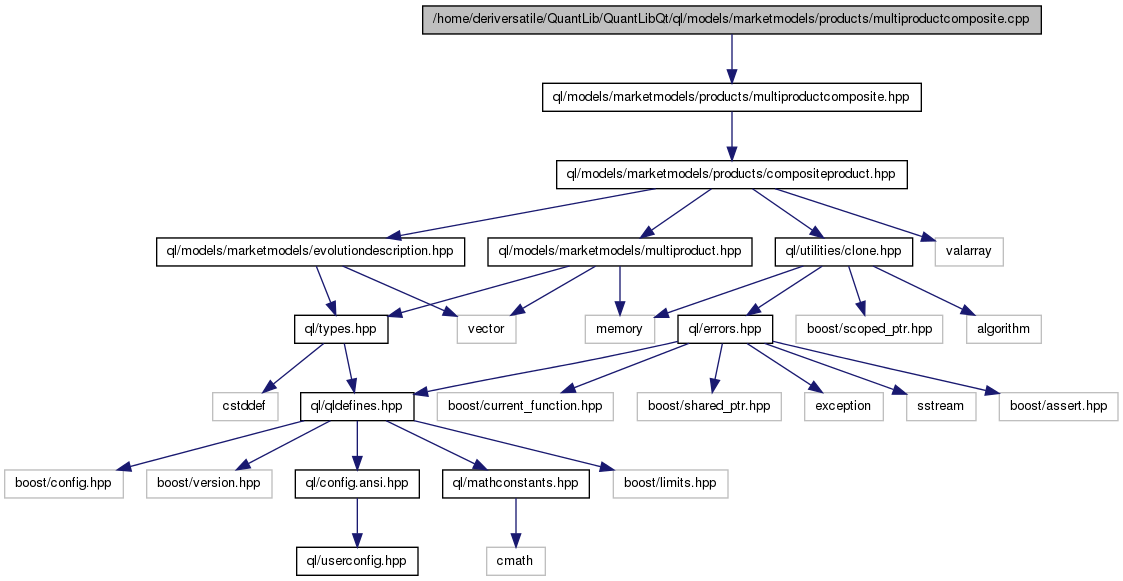 /home/deriversatile/QuantLib/QuantLibQt/ql/models/marketmodels/products/multiproductcomposite.cpp
ql/models/marketmodels/products/multiproductcomposite.hpp
ql/models/marketmodels/products/compositeproduct.hpp
ql/models/marketmodels/evolutiondescription.hpp
ql/models/marketmodels/multiproduct.hpp
ql/utilities/clone.hpp
valarray
ql/types.hpp
vector
memory
ql/errors.hpp
boost/scoped_ptr.hpp
algorithm
cstddef
ql/qldefines.hpp
boost/current_function.hpp
boost/shared_ptr.hpp
exception
sstream
boost/assert.hpp
boost/config.hpp
boost/version.hpp
ql/config.ansi.hpp
ql/mathconstants.hpp
boost/limits.hpp
ql/userconfig.hpp
cmath